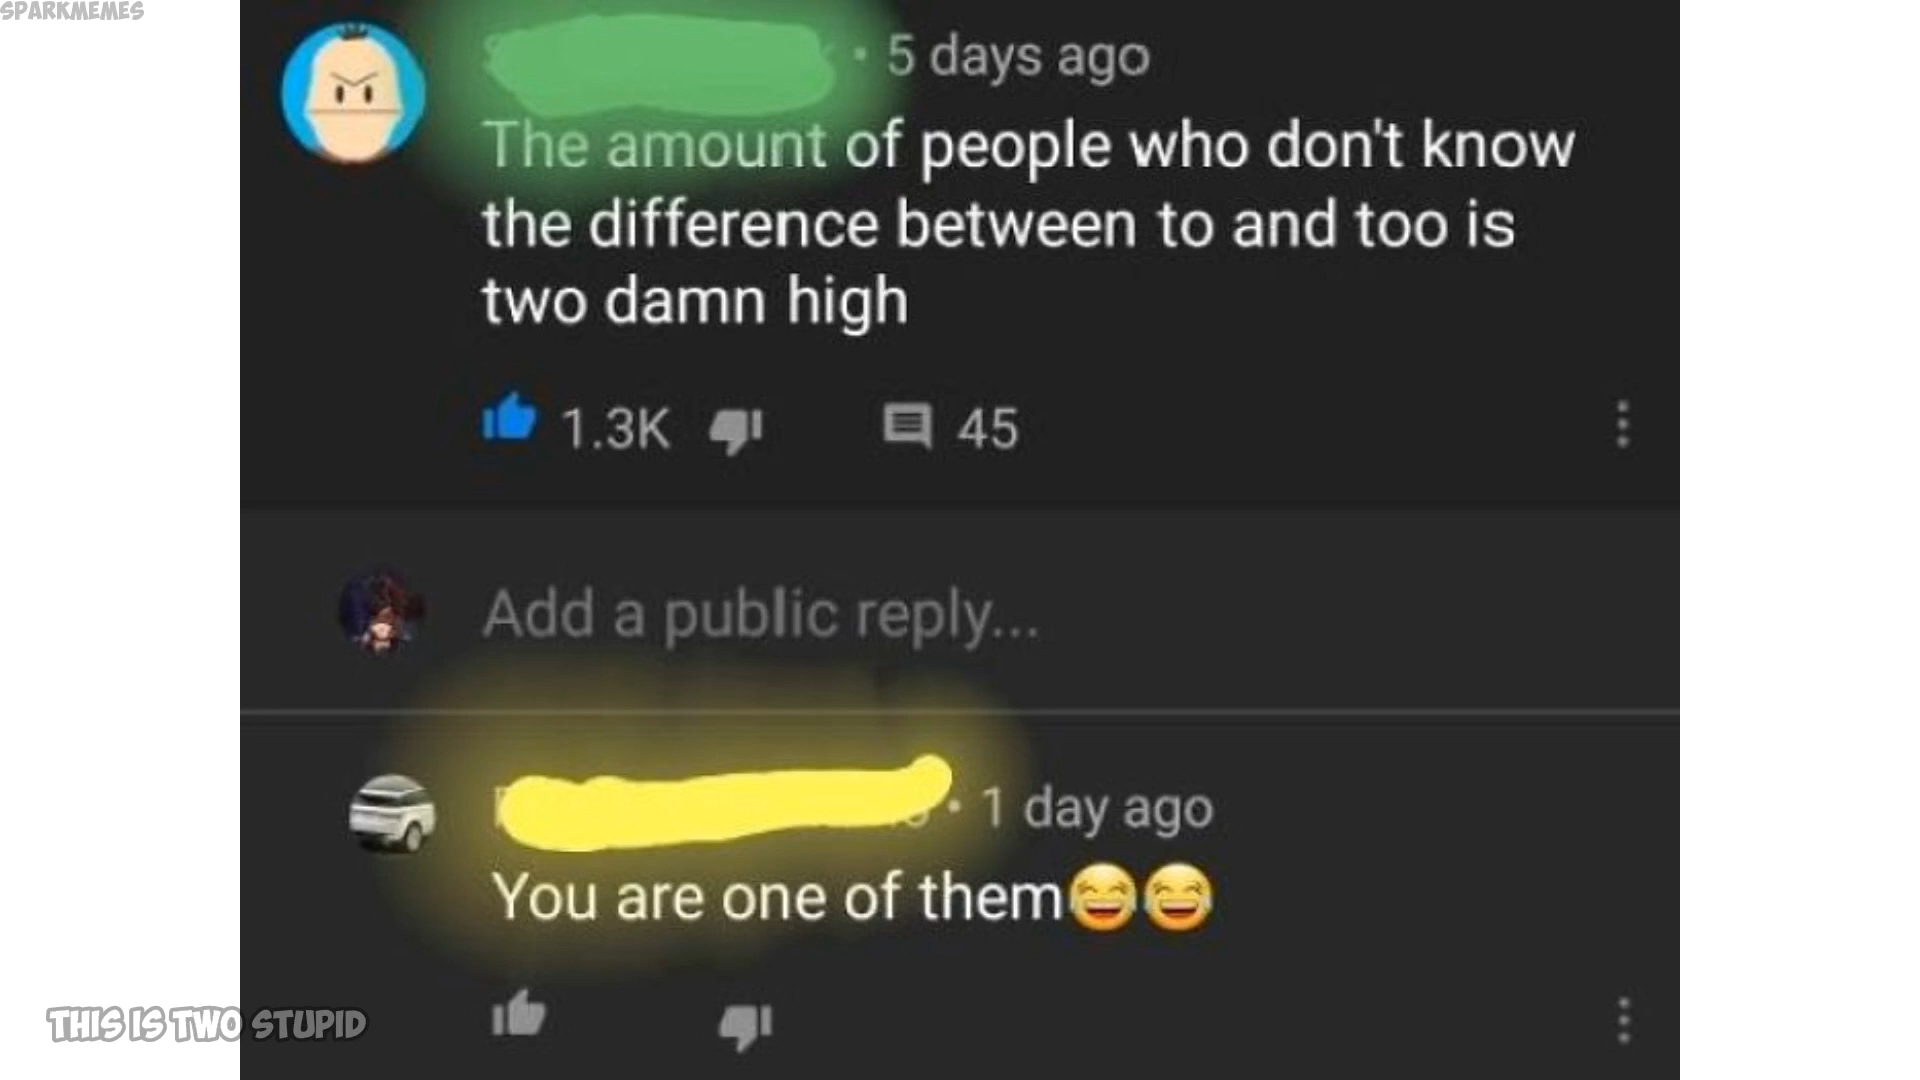 SPARKMEMES
• 5 days ago
The amount of people who don't know
the difference between to and too is
two damn high
1.3K 45
Add a public reply...
• 1 day ago
You are one of them😂😂
THIS IS TWO STUPID